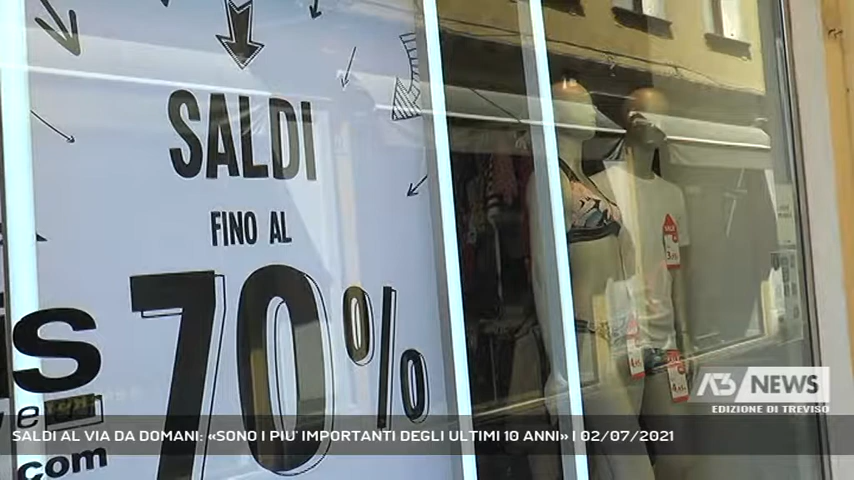 SALDI
FINO AL
70%
S
e
com
A3 NEWS
EDIZIONE DI TREVISO
SALDI AL VIA DA DOMANI: «SONO I PIU' IMPORTANTI DEGLI ULTIMI 10 ANNI» | 02/07/2021